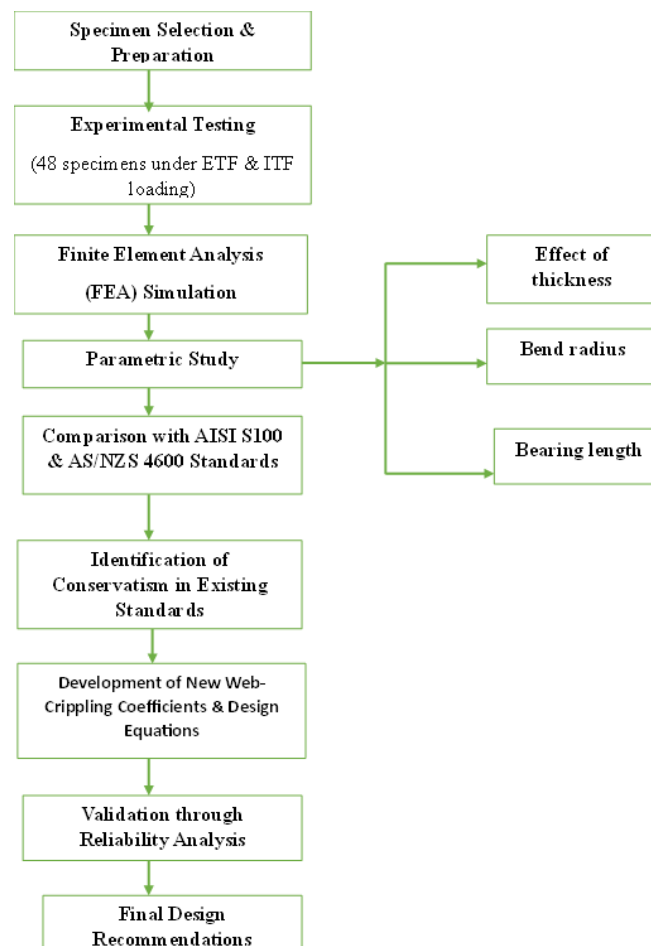 Specimen Selection &
Preparation
Experimental Testing
(48 specimens under ETF & ITF
loading)
Finite Element Analysis
(FEA) Simulation
Parametric Study
Effect of
thickness
Bend radius
Bearing length
Comparison with AISI S100
& AS/NZS 4600 Standards
Identification of
Conservatism in Existing
Standards
Development of New Web-
Crippling Coefficients & Design
Equations
Validation through
Reliability Analysis
Final Design
Recommendations